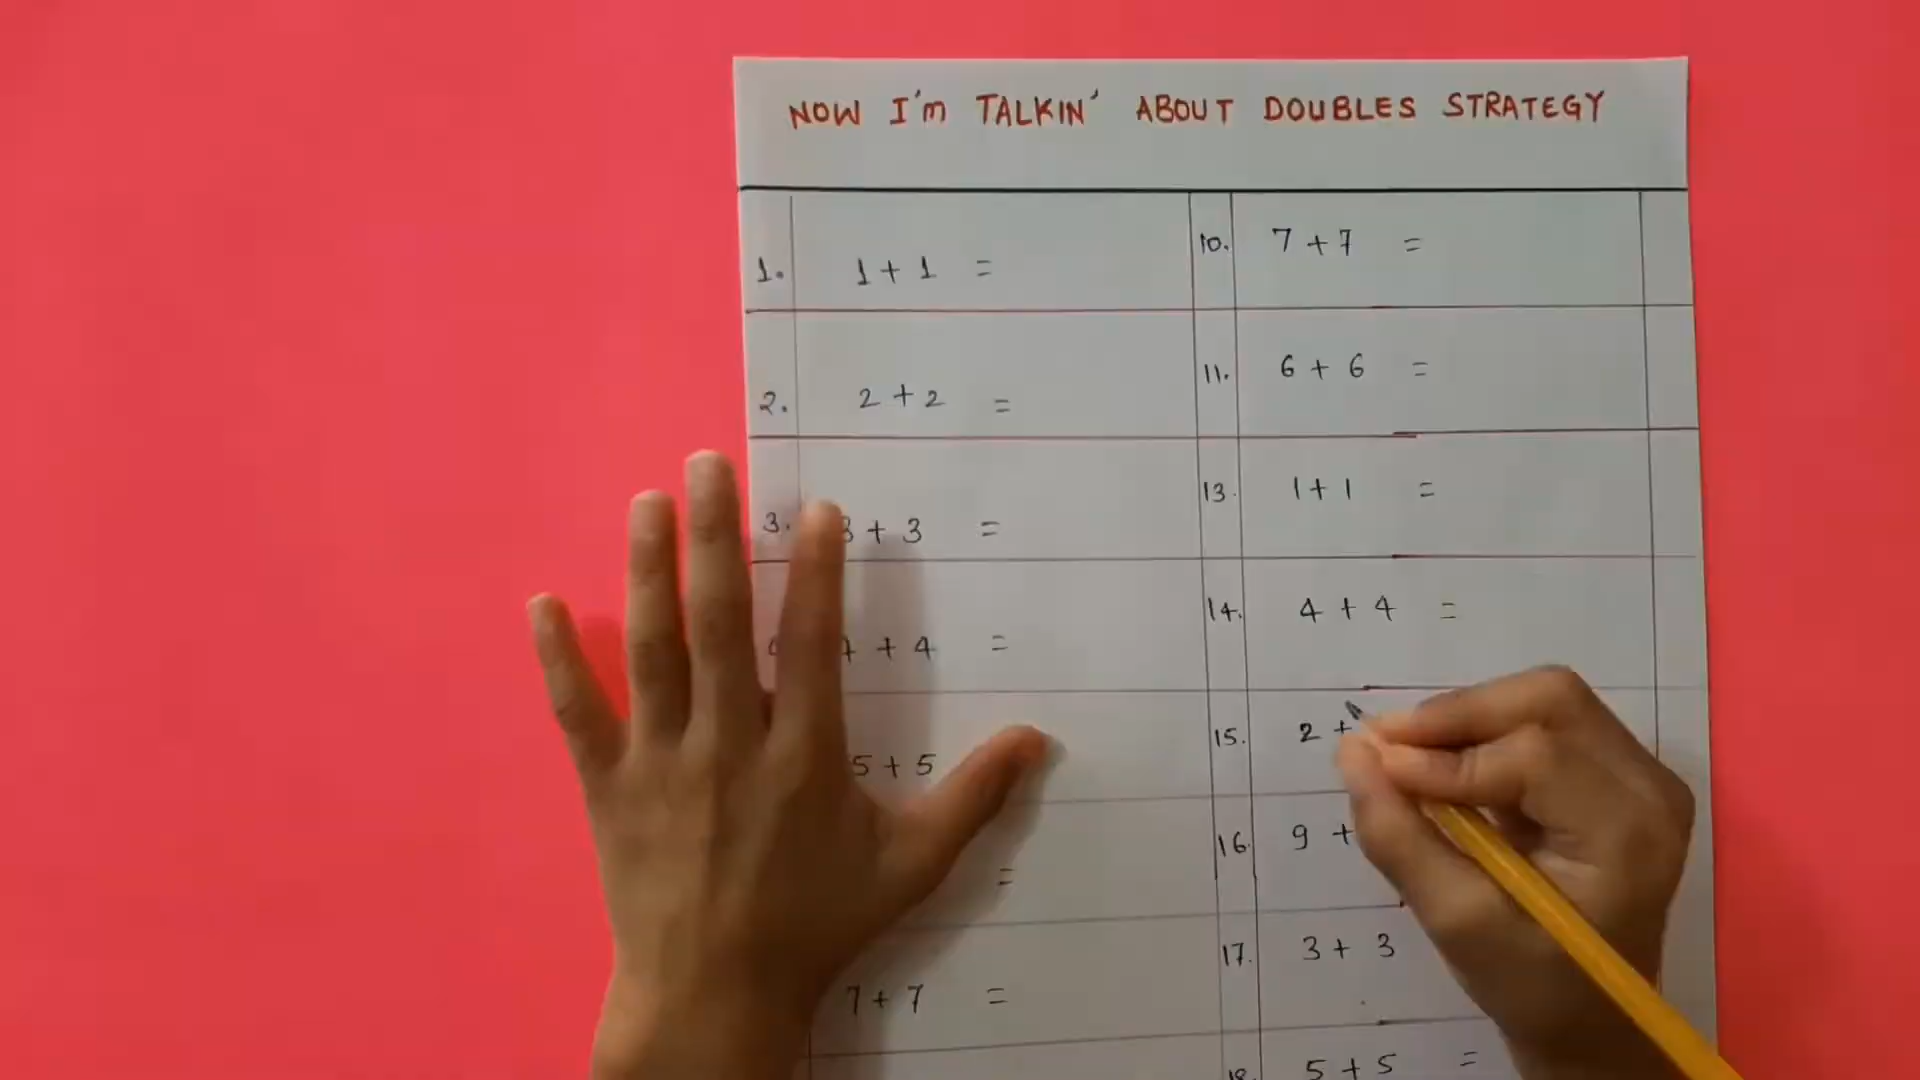 NOW I'm TALKIN' ABOUT DOUBLES STRATEGY
1. 1 + 1 =
2. 2 + 2 =
3. 3 + 3 =
+ 4 =
5 + 5
=
7 + 7 =
10. 7 + 7 =
11. 6 + 6 =
13. 1 + 1 =
14. 4 + 4 =
15. 2 +
16. 9 +
17. 3 + 3
18. 5 + 5 =